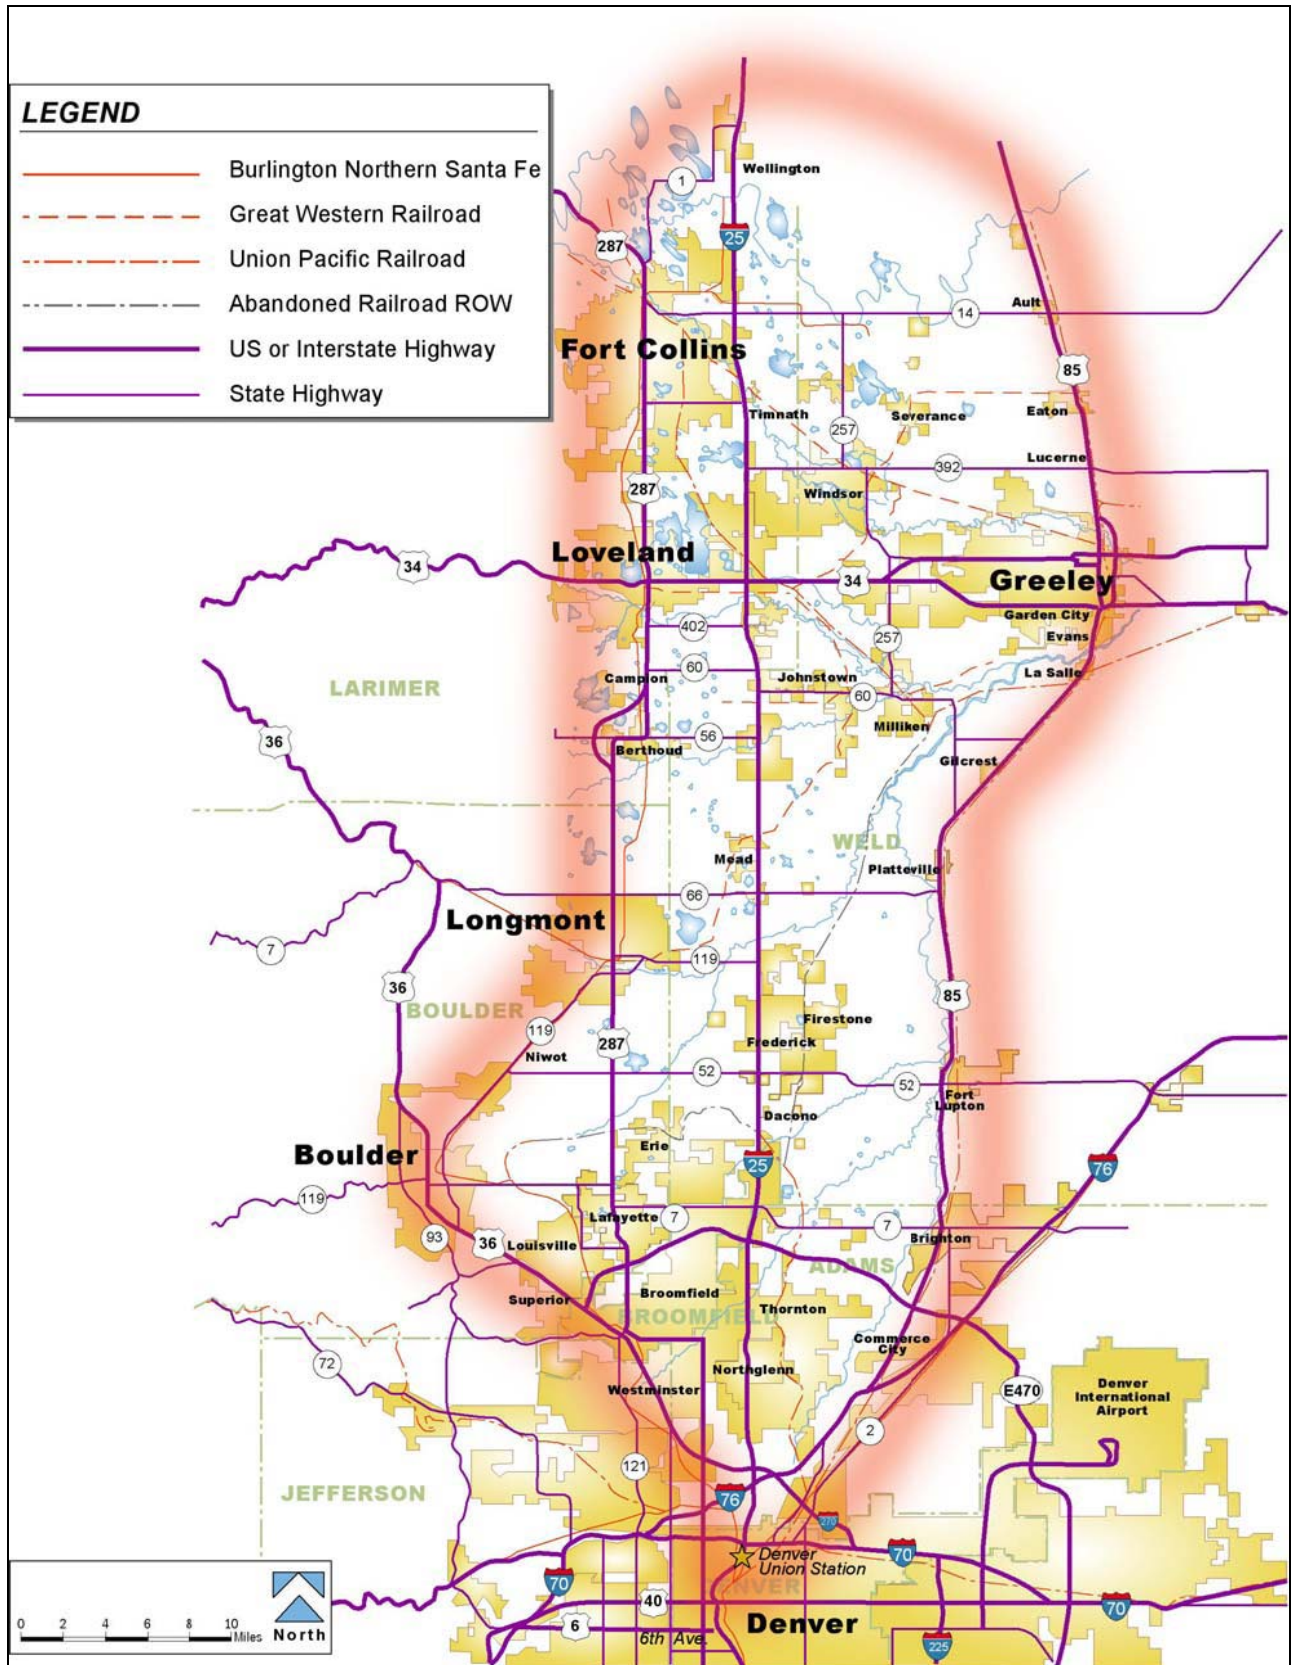 LEGEND
Burlington Northern Santa Fe
Great Western Railroad
Union Pacific Railroad
Abandoned Railroad ROW
US or Interstate Highway
State Highway
Wellington
1
287
25
Ault
14
Fort Collins
85
Timnath
Severance
Eaton
257
Lucerne
392
287
Windsor
Loveland
34
34
Greeley
Garden City
402
257
Evans
60
La Salle
Campion
Johnstown
LARIMER
60
Milliken
36
56
Berthoud
Gilcrest
WELD
Mead
Platteville
66
Longmont
7
119
36
85
BOULDER
Firestone
119
Frederick
287
Niwot
52
52
Fort
Lupton
Dacono
Erie
Boulder
25
76
119
Lafayette
7
7
93
36
Louisville
Brighton
ADAMS
Superior
Broomfield
BROOMFIELD
Thornton
Commerce
City
72
Northglenn
Westminster
E470
Denver
International
Airport
2
121
JEFFERSON
76
270
70
Denver
Union Station
70
DENVER
40
70
6
Denver
6th Ave.
225
0 2 4 6 8 10
Miles
North